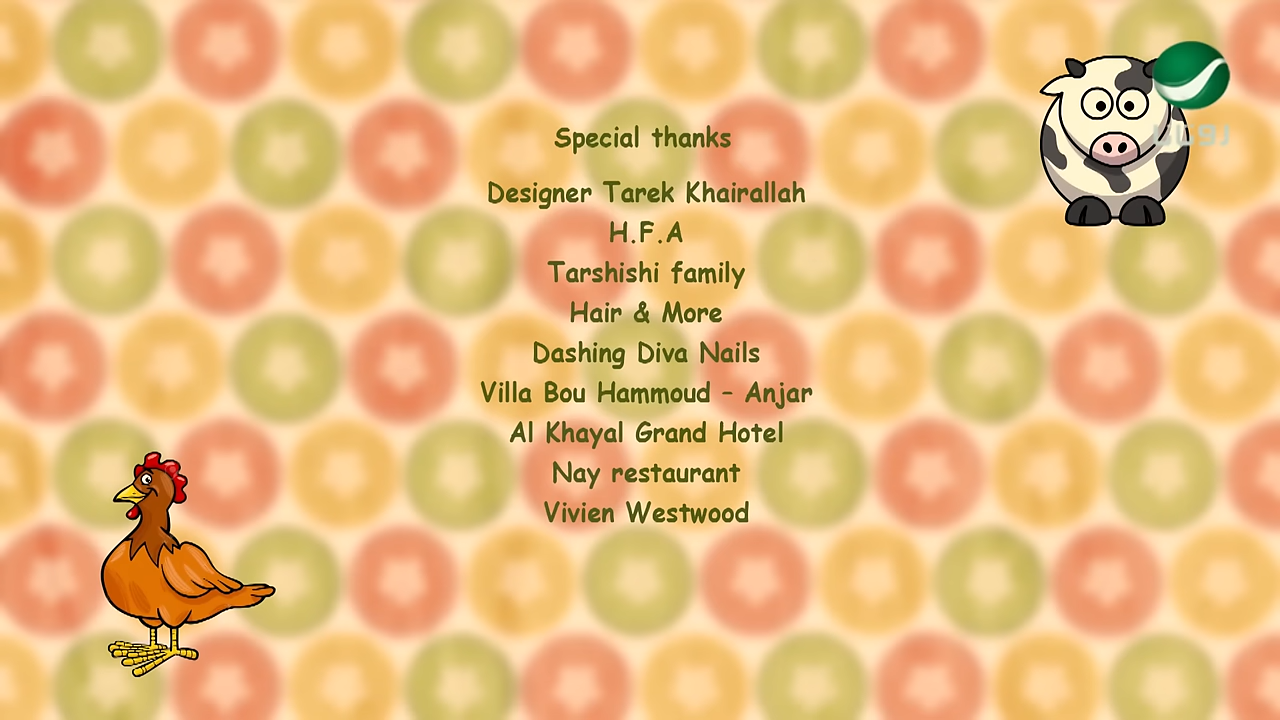 Special thanks
Designer Tarek Khairallah
H.F.A
Tarshishi family
Hair & More
Dashing Diva Nails
Villa Bou Hammoud - Anjar
Al Khayal Grand Hotel
Nay restaurant
Vivien Westwood
روتانا